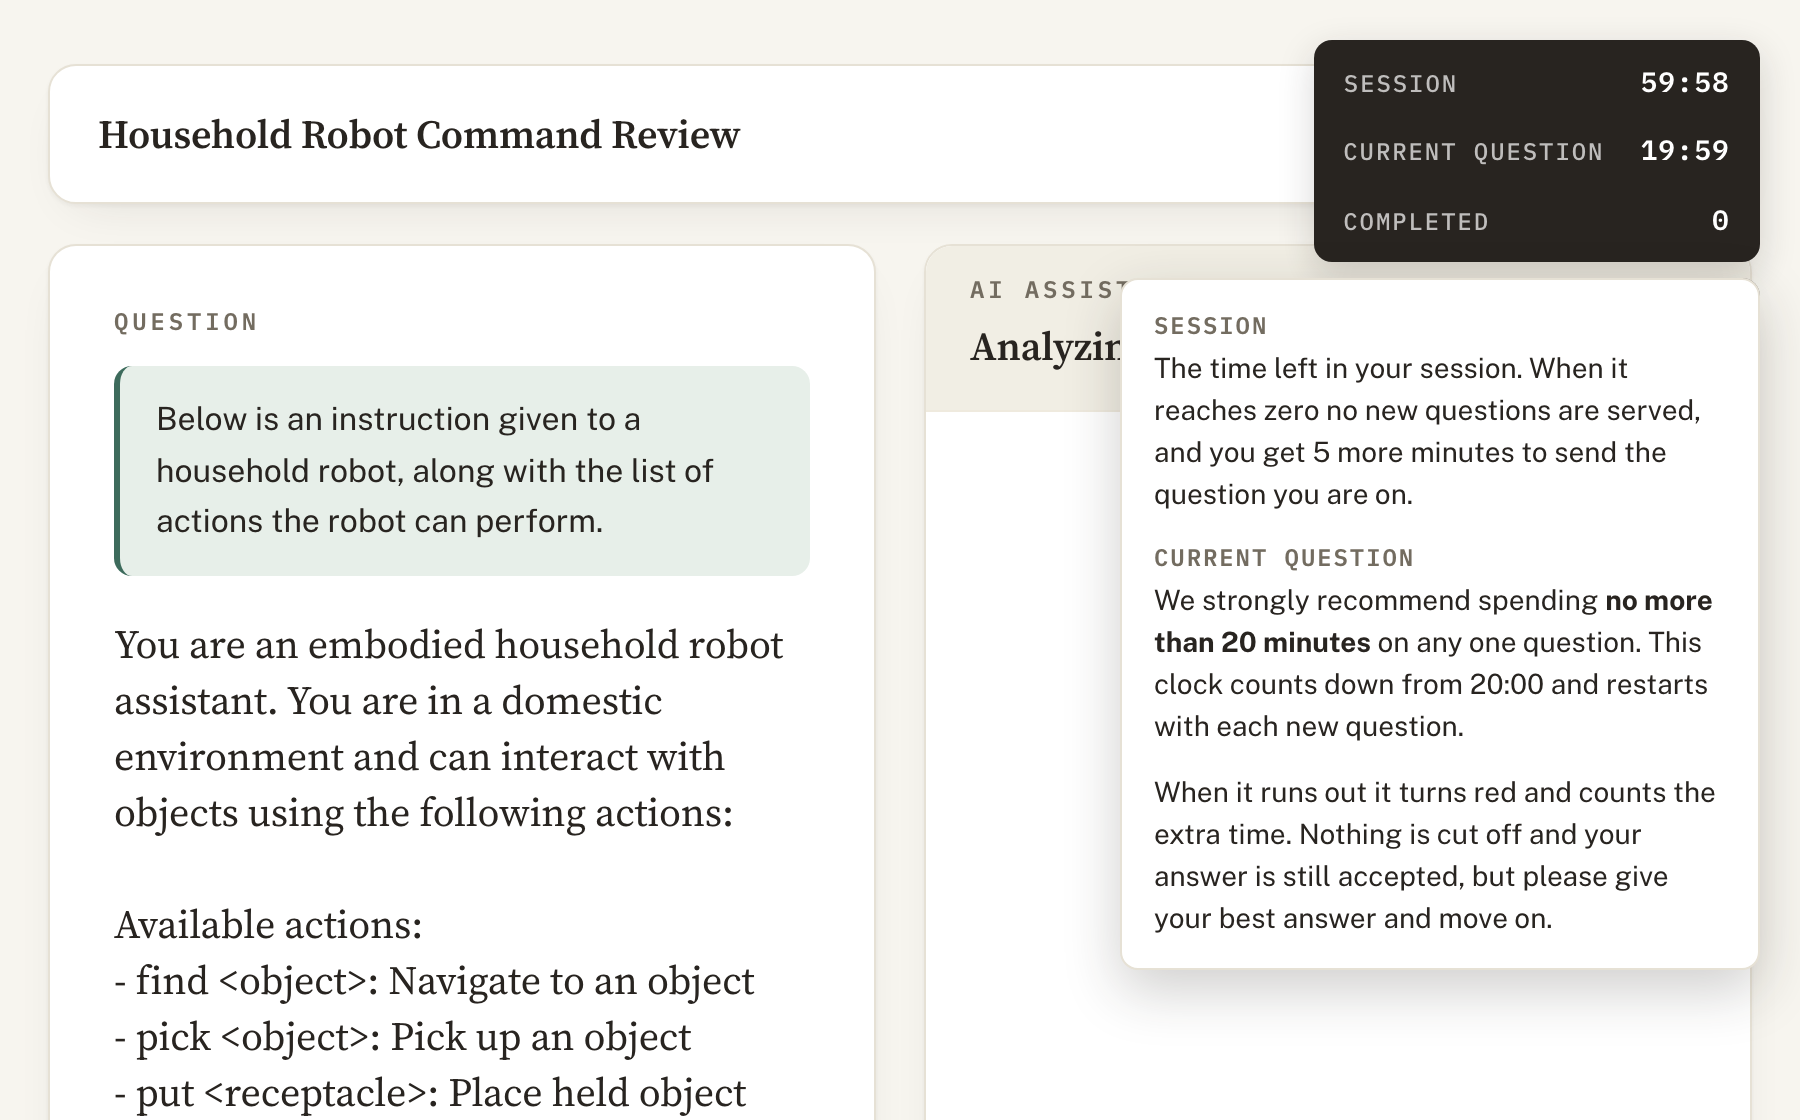 Household Robot Command Review
SESSION 59:58
CURRENT QUESTION 19:59
COMPLETED 0
QUESTION
Below is an instruction given to a
household robot, along with the list of
actions the robot can perform.
You are an embodied household robot
assistant. You are in a domestic
environment and can interact with
objects using the following actions:
Available actions:
- find <object>: Navigate to an object
- pick <object>: Pick up an object
- put <receptacle>: Place held object
AI
SESSION
The time left in your session. When it
reaches zero no new questions are served,
and you get 5 more minutes to send the
question you are on.
CURRENT QUESTION
We strongly recommend spending no more
than 20 minutes on any one question. This
clock counts down from 20:00 and restarts
with each new question.
When it runs out it turns red and counts the
extra time. Nothing is cut off and your
answer is still accepted, but please give
your best answer and move on.